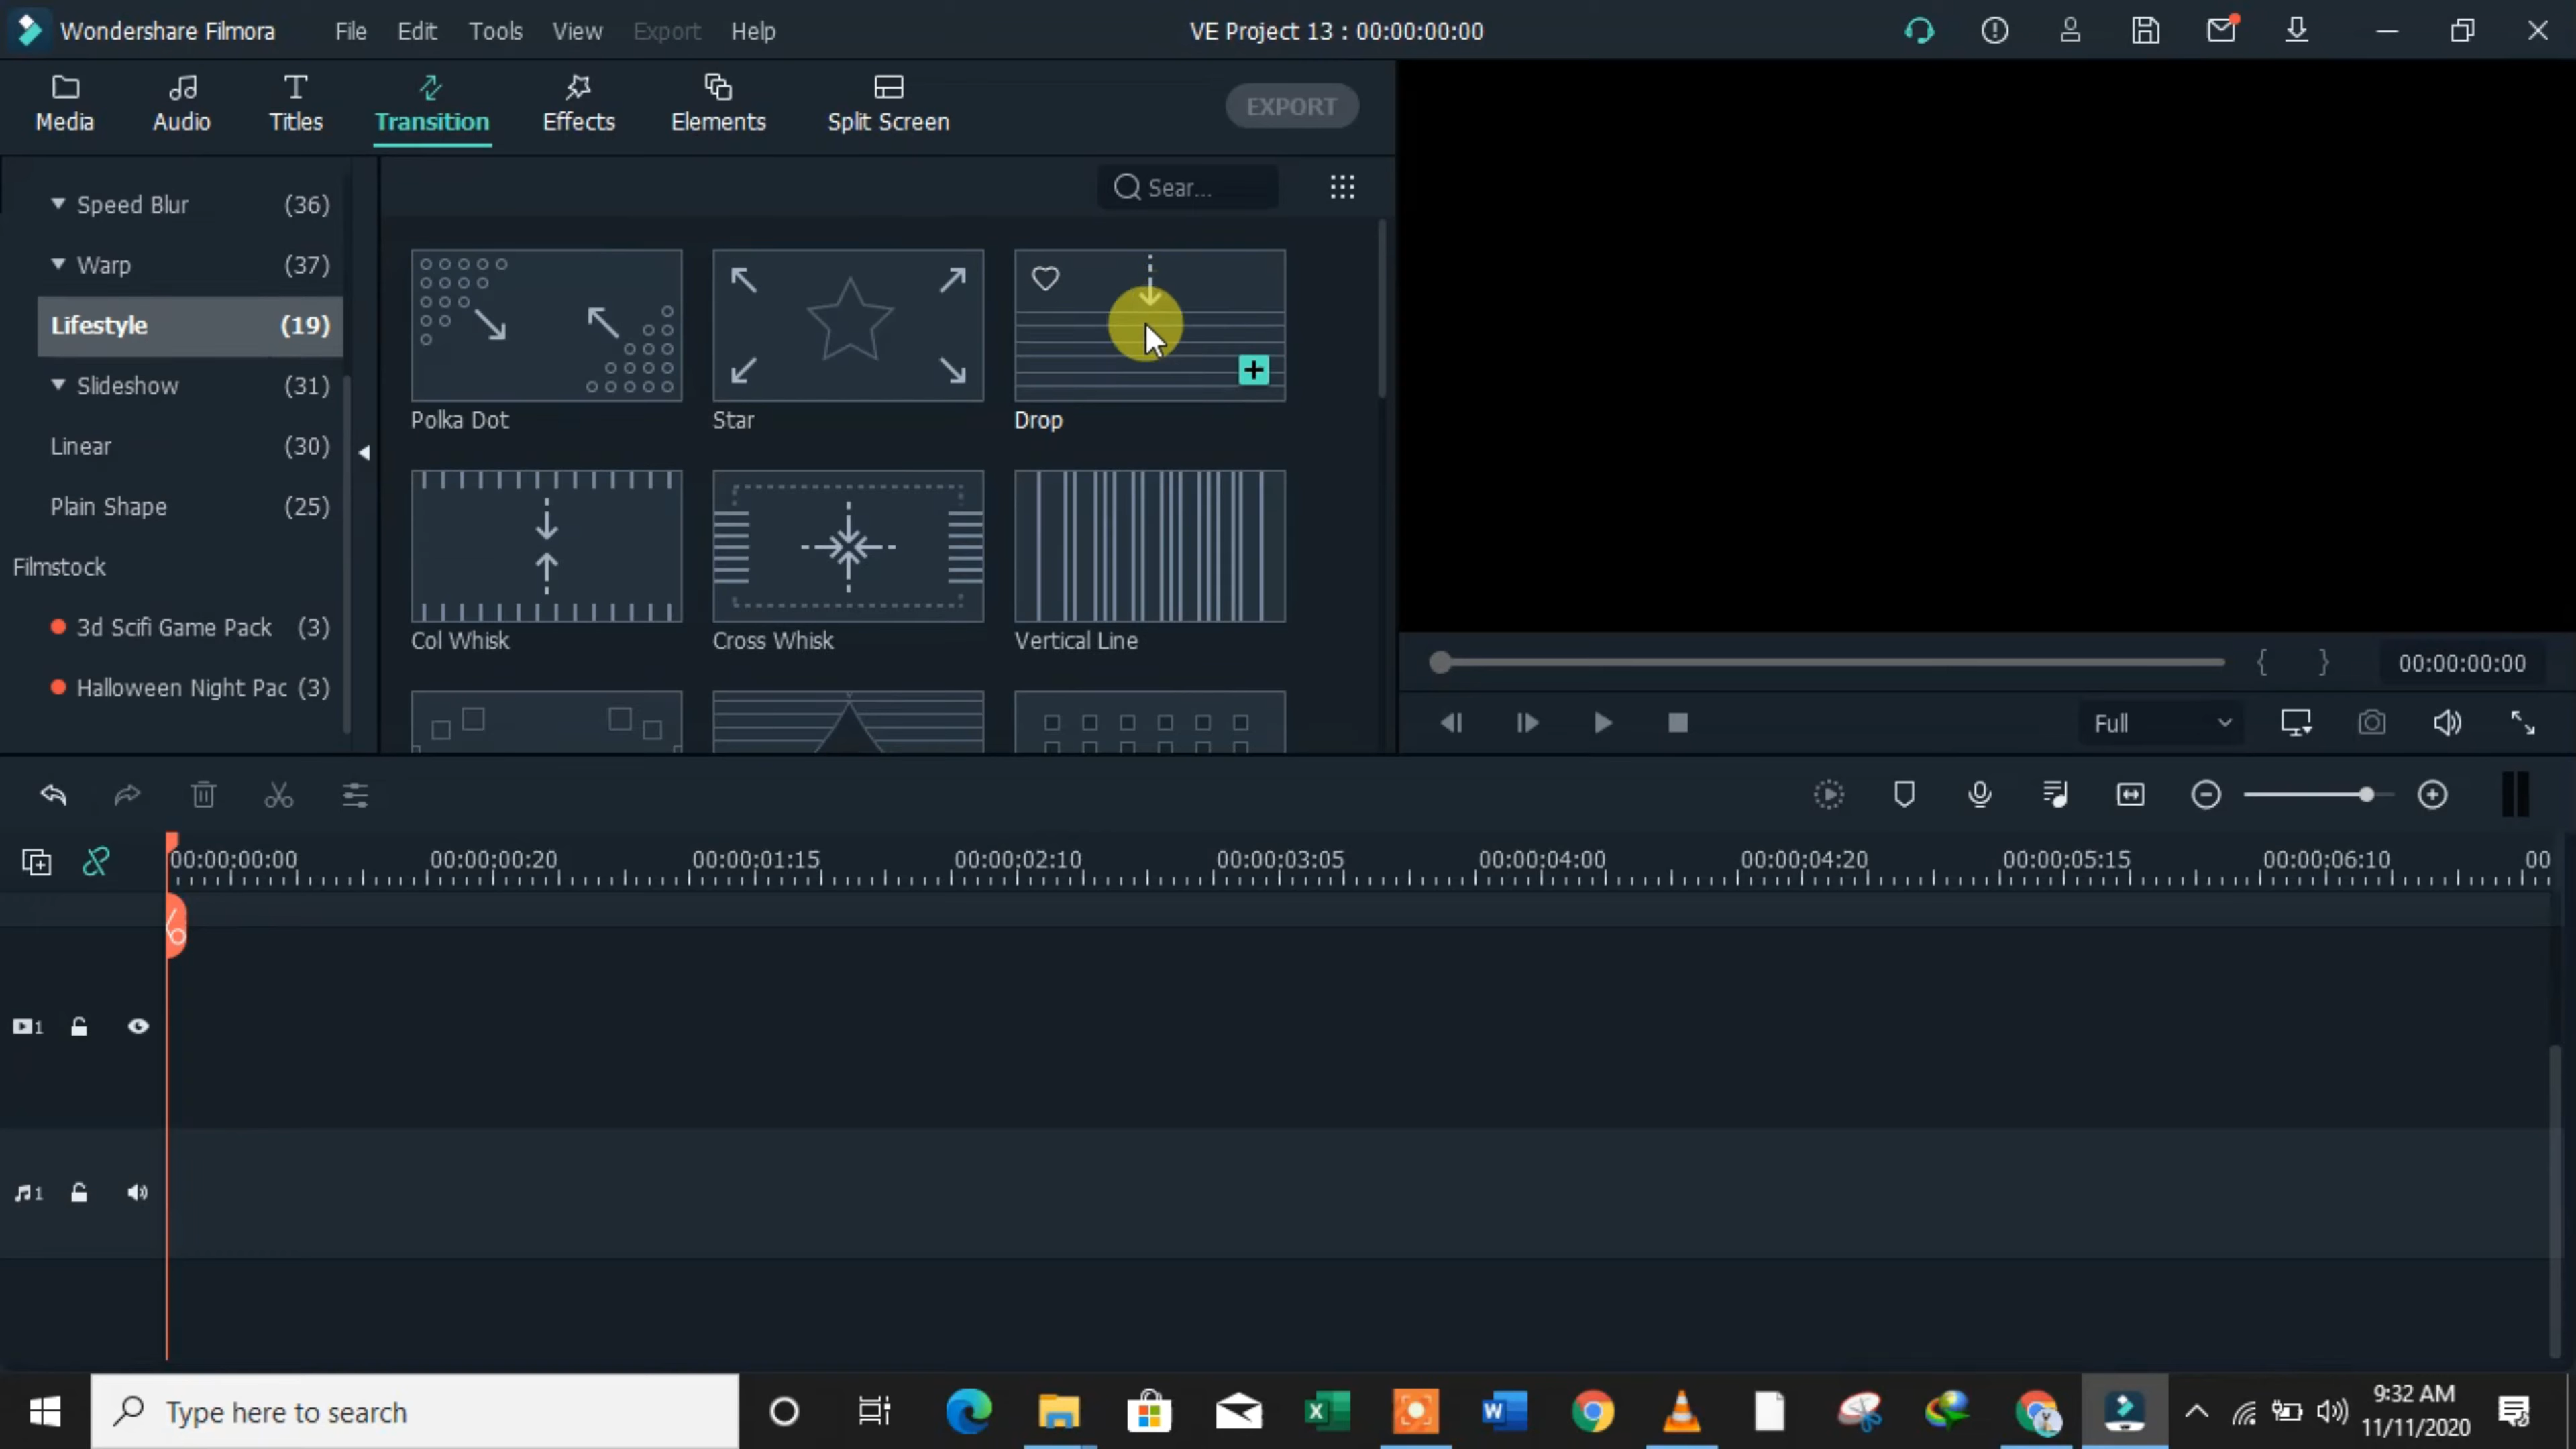 Wondershare Filmora File Edit Tools View Export Help VE Project 13 : 00:00:00:00
Media Audio Titles Transition Effects Elements Split Screen EXPORT
Sear...
Speed Blur (36)
Warp (37)
Lifestyle (19)
Slideshow (31)
Linear (30)
Plain Shape (25)
Filmstock
3d Scifi Game Pack (3)
Halloween Night Pac (3)
Polka Dot Star Drop
Col Whisk Cross Whisk Vertical Line
{ } 00:00:00:00
Full
00:00:00:00 00:00:00:20 00:00:01:15 00:00:02:10 00:00:03:05 00:00:04:00 00:00:04:20 00:00:05:15 00:00:06:10 00
1
1
Type here to search
9:32 AM
11/11/2020